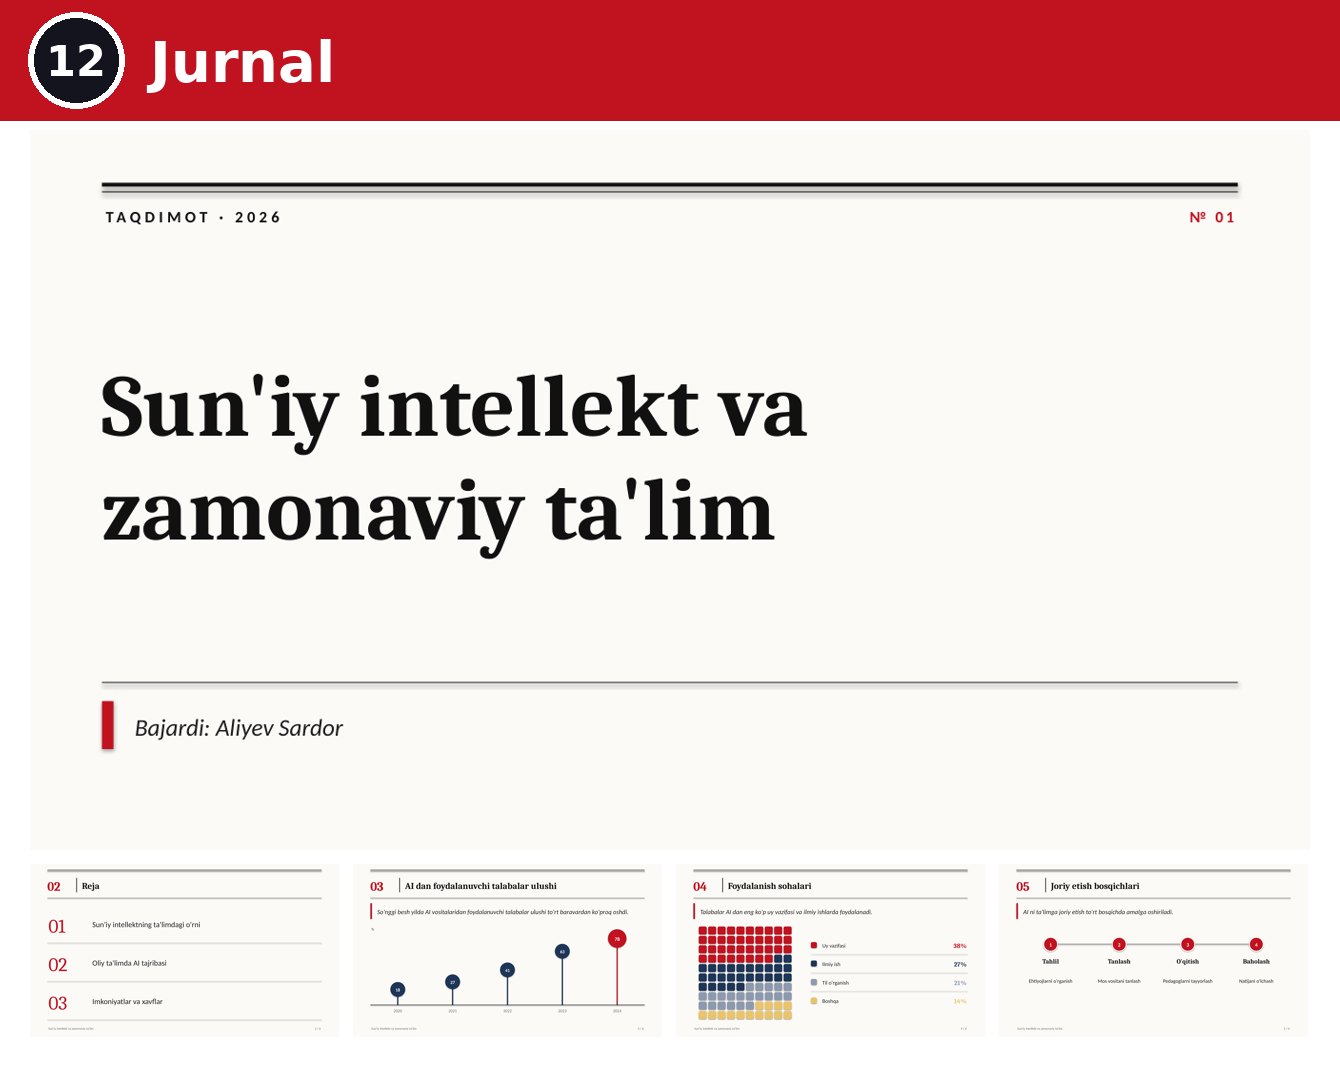 12 Jurnal
TAQDIMOT · 2026
№ 01
Sun'iy intellekt va
zamonaviy ta'lim
Bajardi: Aliyev Sardor
02 Reja
01 Sun'iy intellektning ta'limdagi o'rni
02 Oliy ta'limda AI tajribasi
03 Imkoniyatlar va xavflar
03 AI dan foydalanuvchi talabalar ulushi
So'nggi besh yilda AI vositalaridan foydalanuvchi talabalar ulushi to'rt baravardan ko'proq oshdi.
%
18 27 41 63 78
2020 2021 2022 2023 2024
04 Foydalanish sohalari
Talabalar AI dan eng ko'p uy vazifasi va ilmiy ishlarda foydalanadi.
Uy vazifasi 38%
Ilmiy ish 27%
Til o'rganish 21%
Boshqa 14%
05 Joriy etish bosqichlari
AI ni ta'limga joriy etish to'rt bosqichda amalga oshiriladi.
1 2 3 4
Tahlil Tanlash O'qitish Baholash
Ehtiyojlarni o'rganish Mos vositani tanlash Pedagoglarni tayyorlash Natijani o'lchash